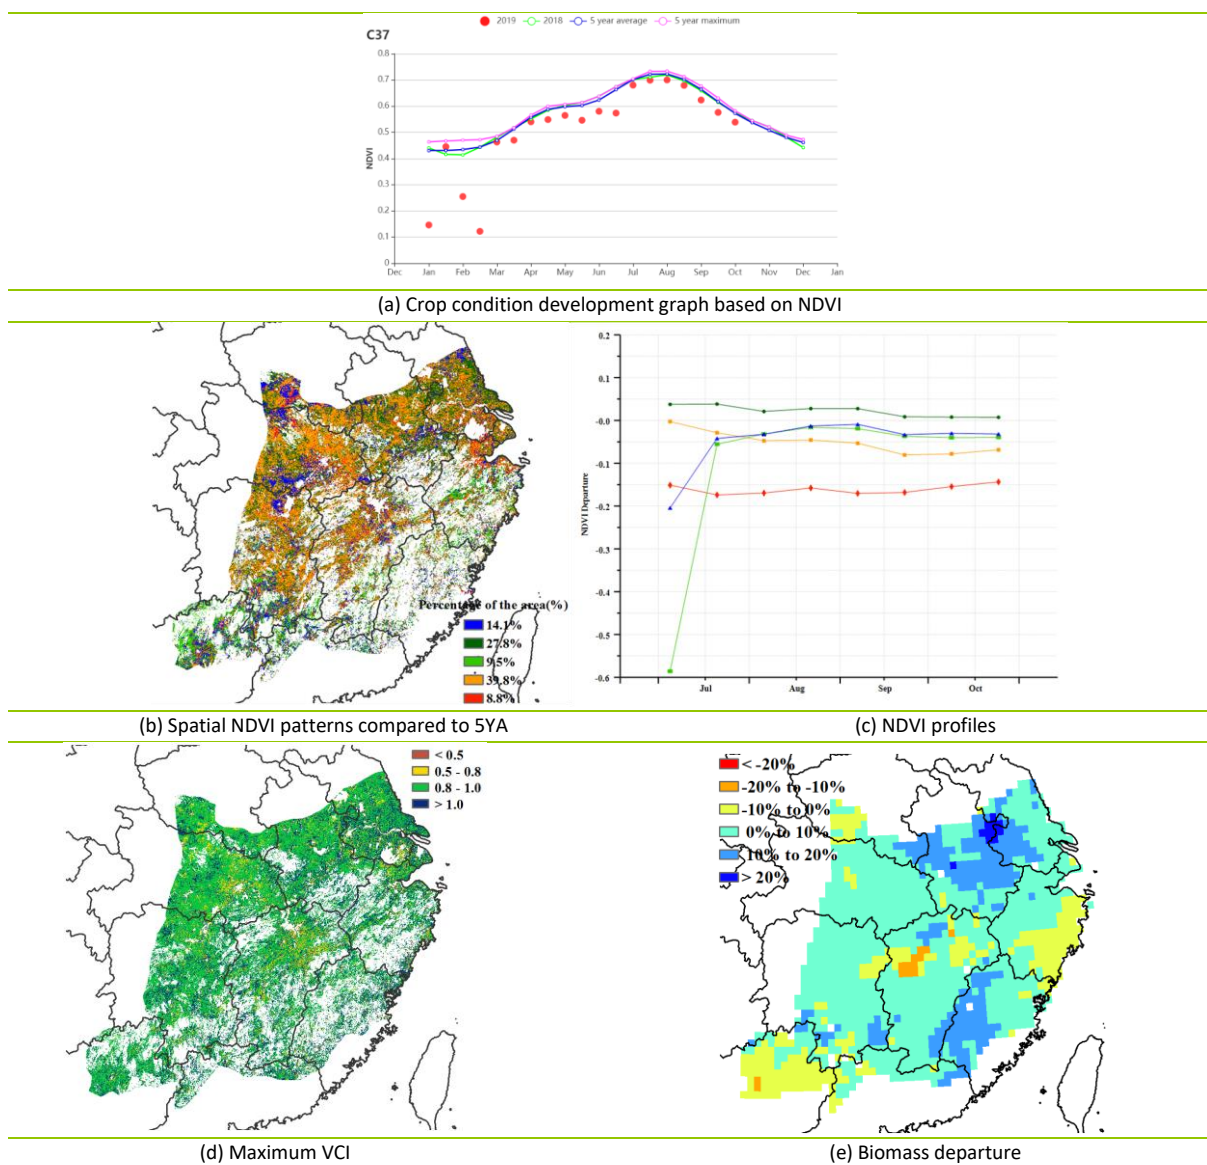 2019 2018 5 year average 5 year maximum
C37
0.8
0.7
0.6
0.5
0.4
0.3
0.2
0.1
0
NDVI
Dec Jan Feb Mar Apr May Jun Jul Aug Sep Oct Nov Dec Jan
(a) Crop condition development graph based on NDVI
Percentage of the area(%)
14.1%
27.8%
9.5%
39.8%
8.8%
0.2
0.1
-0.0
-0.1
-0.2
-0.3
-0.4
-0.5
-0.6
NDVI Departure
Jul Aug Sep Oct
(b) Spatial NDVI patterns compared to 5YA (c) NDVI profiles
< 0.5
0.5 - 0.8
0.8 - 1.0
> 1.0
< -20%
-20% to -10%
-10% to 0%
0% to 10%
10% to 20%
> 20%
(d) Maximum VCI (e) Biomass departure